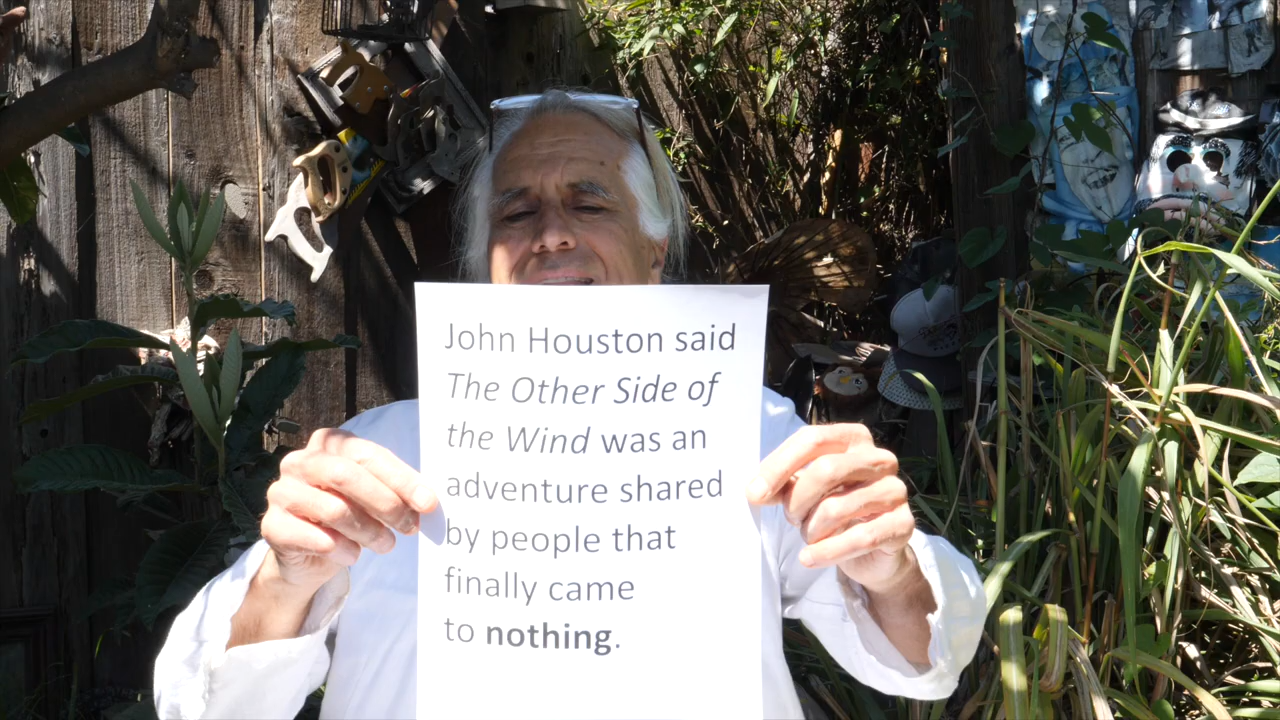 John Houston said
The Other Side of
the Wind was an
adventure shared
by people that
finally came
to nothing.